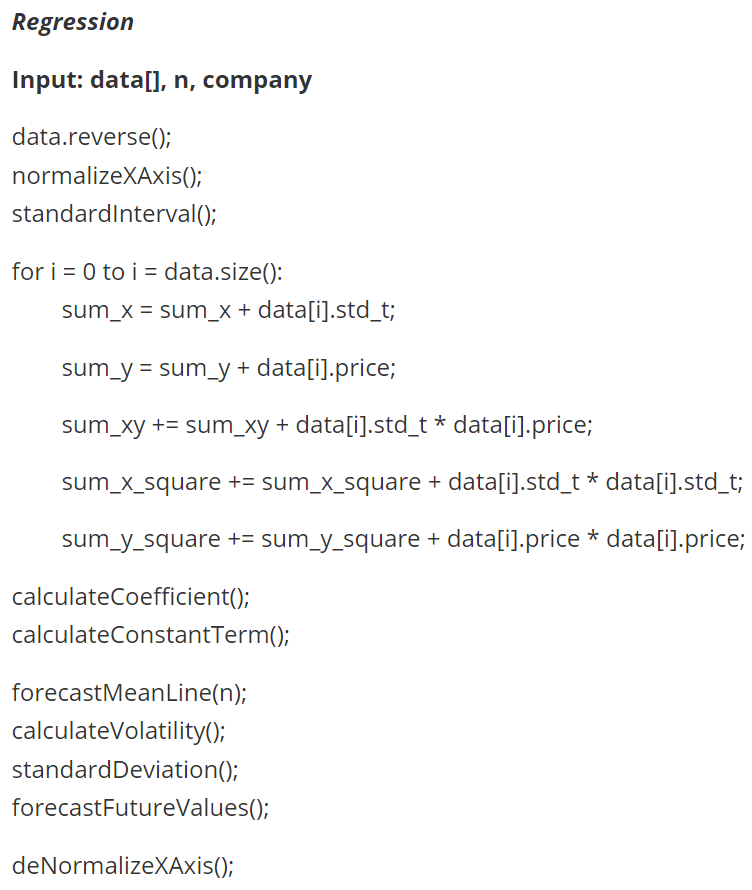 Regression
Input: data[], n, company
data.reverse();
normalizeXAxis();
standardInterval();
for i = 0 to i = data.size():
sum_x = sum_x + data[i].std_t;
sum_y = sum_y + data[i].price;
sum_xy += sum_xy + data[i].std_t * data[i].price;
sum_x_square += sum_x_square + data[i].std_t * data[i].std_t;
sum_y_square += sum_y_square + data[i].price * data[i].price;
calculateCoefficient();
calculateConstantTerm();
forecastMeanLine(n);
calculateVolatility();
standardDeviation();
forecastFutureValues();
deNormalizeXAxis();